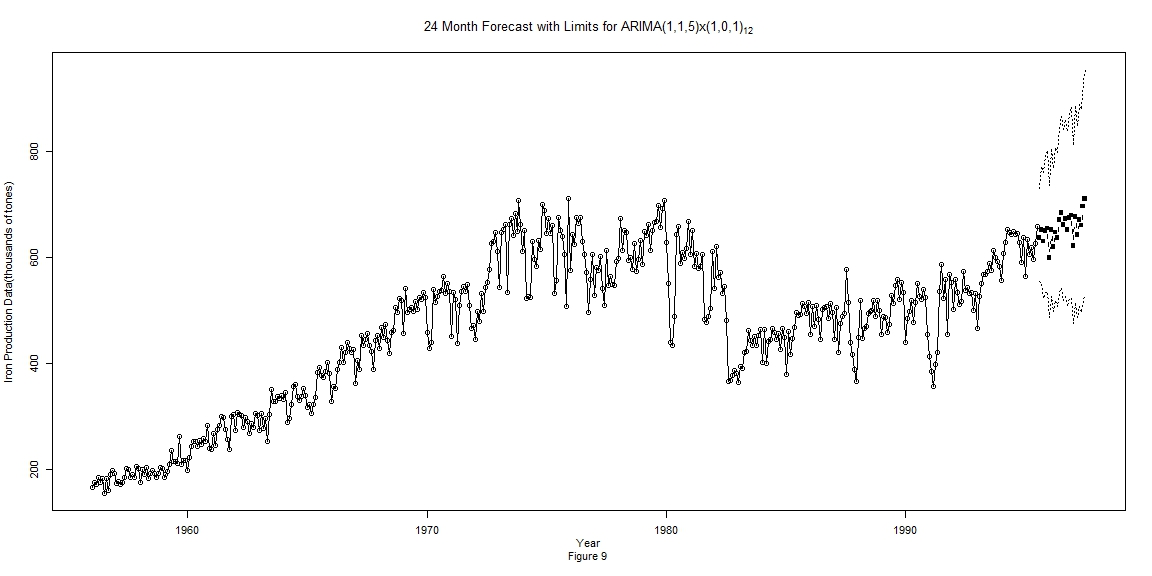 24 Month Forecast with Limits for ARIMA(1,1,5)x(1,0,1)12
Iron Production Data(thousands of tones)
800
600
400
200
1960 1970 1980 1990
Year
Figure 9